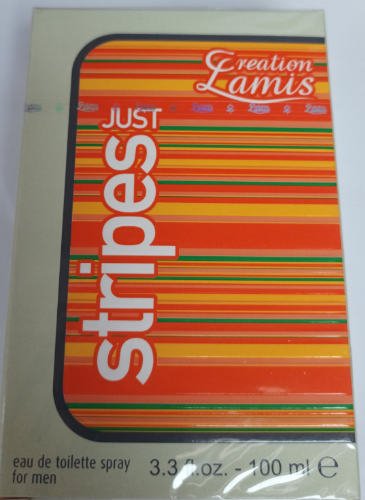 Creation
Lamis
JUST
stripes
eau de toilette spray
for men
3.3 fl.oz. - 100 ml ℮